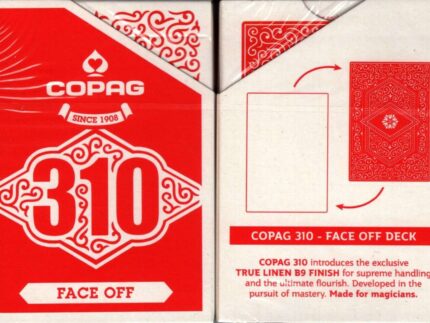 COPAG
SINCE 1908
310
FACE OFF
COPAG 310 - FACE OFF DECK
COPAG 310 introduces the exclusive
TRUE LINEN B9 FINISH for supreme handling
and the ultimate flourish. Developed in the
pursuit of mastery. Made for magicians.